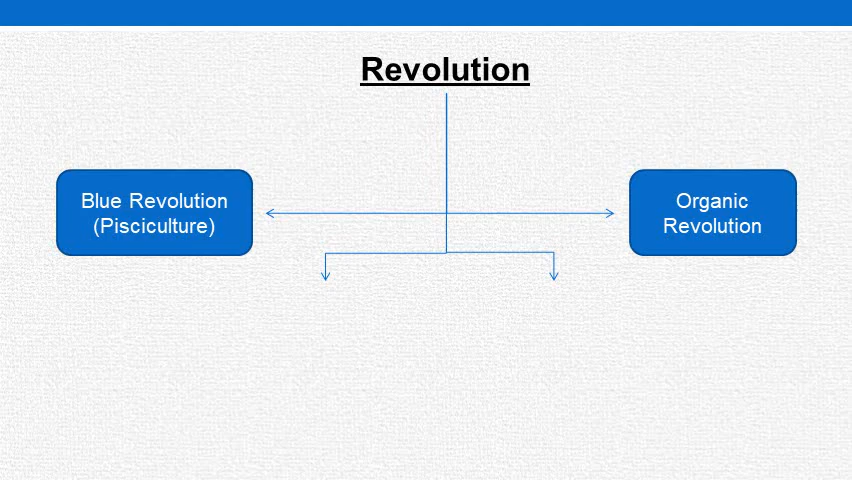 Revolution
Blue Revolution
(Pisciculture)
Organic
Revolution